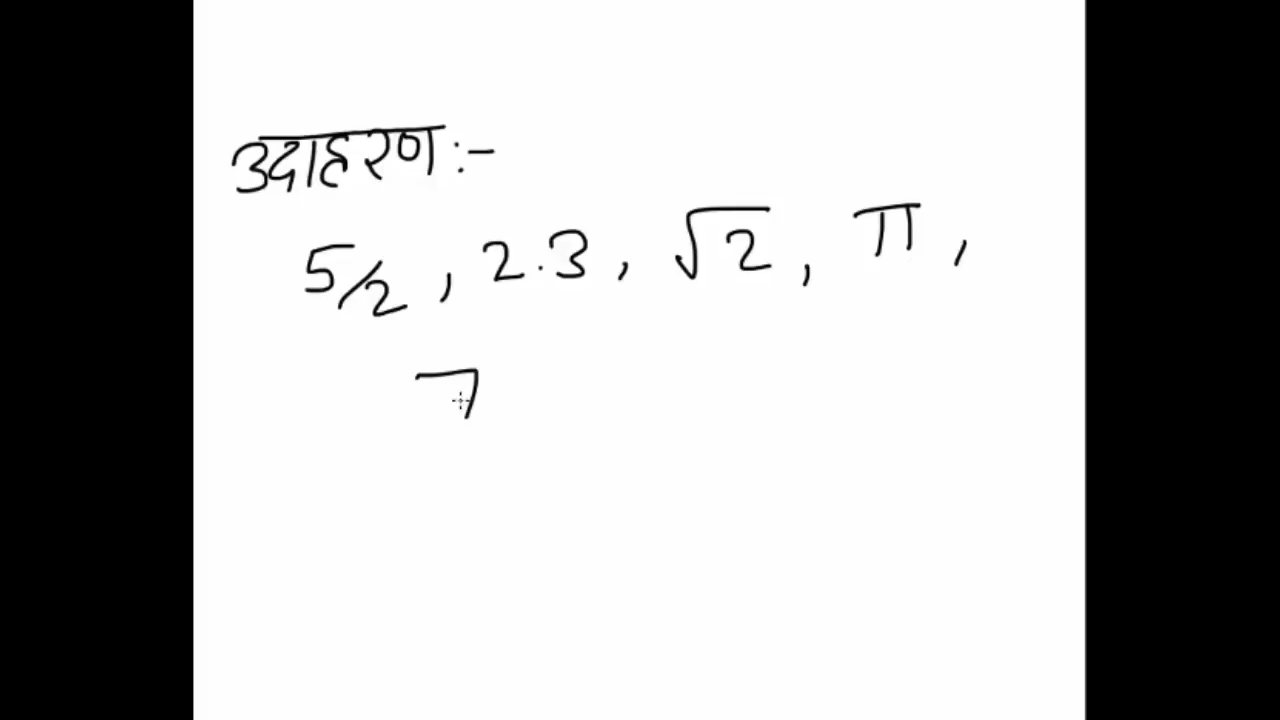 उदाहरण :-
5/2 , 2.3 , √2 , π ,
7